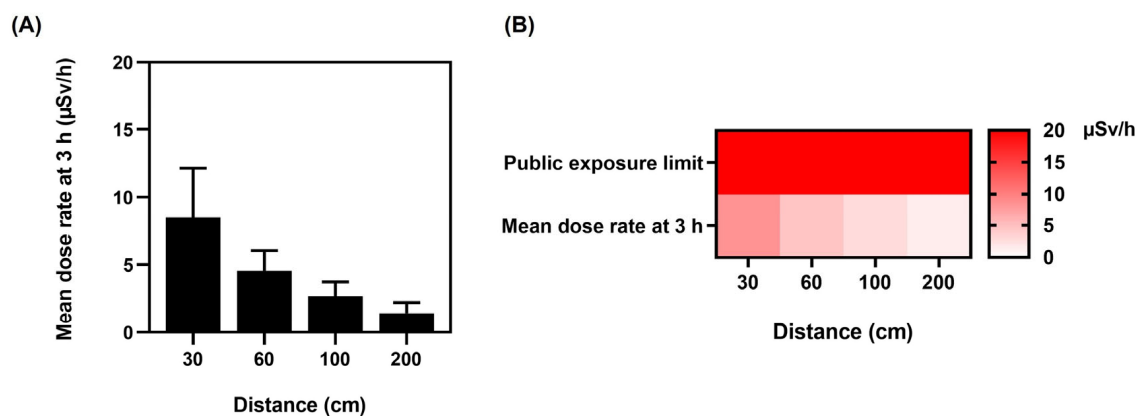 (A)
Mean dose rate at 3 h (µSv/h)
20
15
10
5
0
30 60 100 200
Distance (cm)
(B)
Public exposure limit
Mean dose rate at 3 h
30 60 100 200
Distance (cm)
20 µSv/h
15
10
5
0